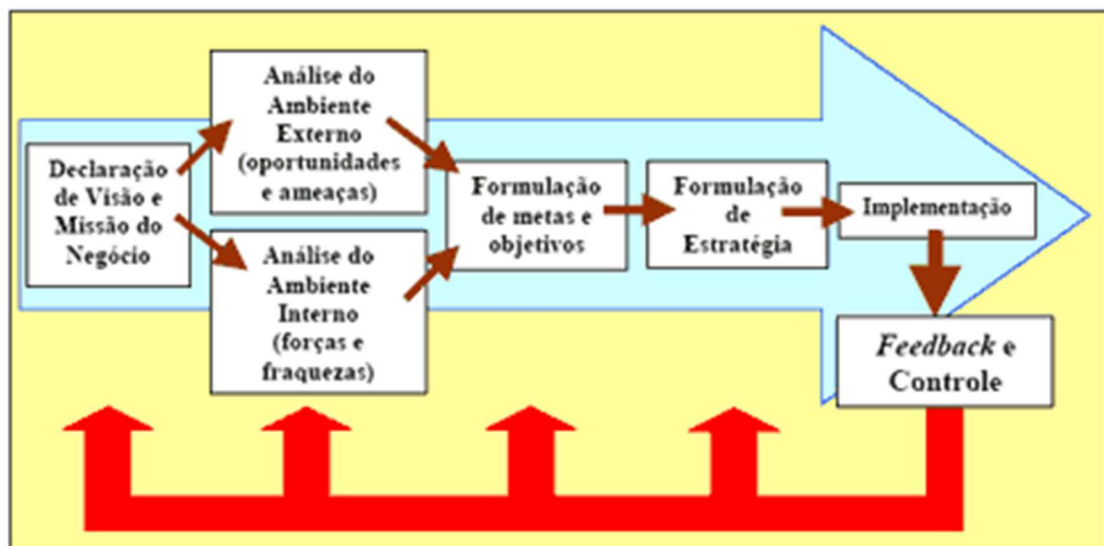 Declaração
de Visão e
Missão do
Negócio
Análise do
Ambiente
Externo
(oportunidades
e ameaças)
Análise do
Ambiente
Interno
(forças e
fraquezas)
Formulação
de metas e
objetivos
Formulação
de
Estratégia
Implementação
Feedback e
Controle